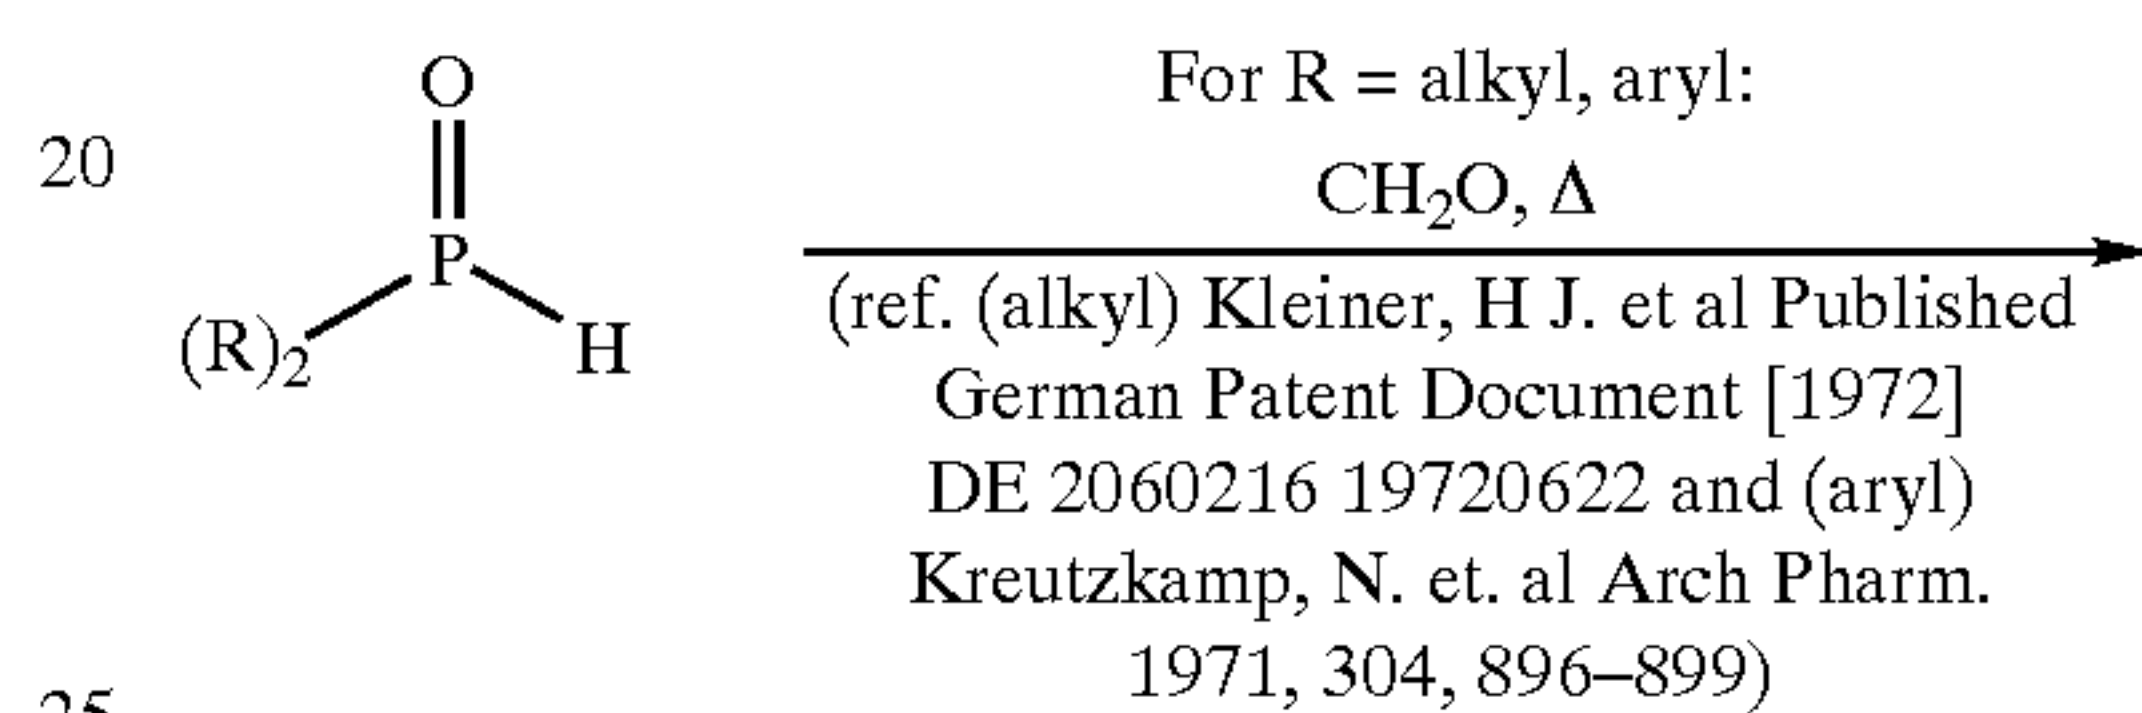 For R = alkyl, aryl:
CH₂O, Δ
20
O
P
(R)₂
H
(ref. (alkyl) Kleiner, H J. et al Published
German Patent Document [1972]
DE 2060216 19720622 and (aryl)
Kreutzkamp, N. et. al Arch Pharm.
1971, 304, 896–899)
25